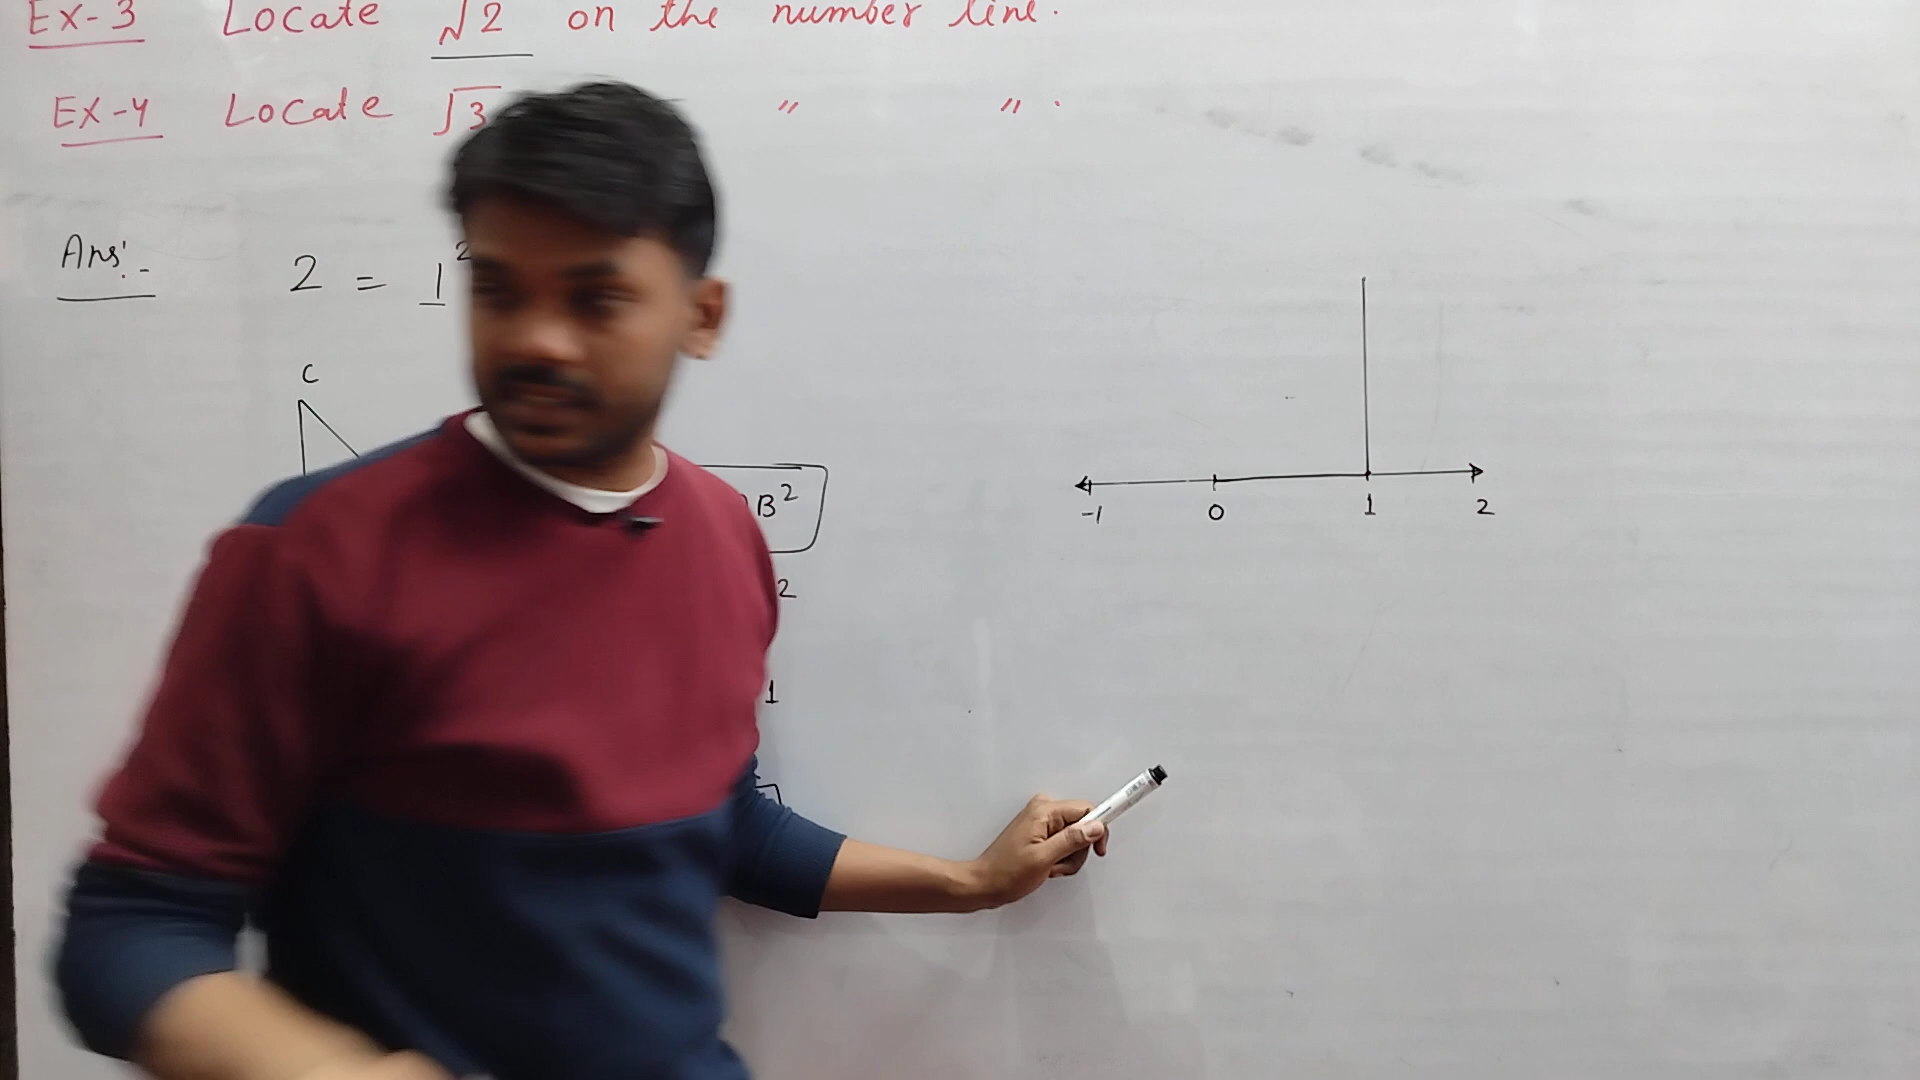 Ex-3 Locate √2 on the number line.
Ex-4 Locate √3 " " .
Ans:-
2 = 1²
C
B²
2
1
-1 0 1 2